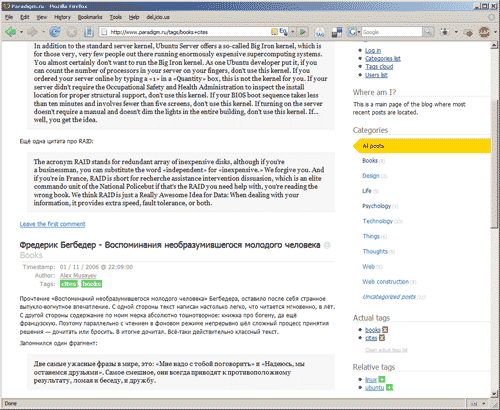 Paradigm.ru - Mozilla Firefox
File Edit View History Bookmarks Tools Help del.icio.us
http://www.paradigm.ru/tags/books+cites
Google
In addition to the standard server kernel, Ubuntu Server offers a so-called Big Iron kernel, which is
for those very, very few people out there running enormously expensive supercomputing systems.
You almost certainly don't want to run the Big Iron kernel. As one Ubuntu developer put it, if you
can count the number of processors in your server on your fingers, don't use this kernel. If you
ordered your server online by typing a «1» in a «Quantity» box, this is not the kernel for you. If your
server didn't require the Occupational Safety and Health Administration to inspect the install
location for proper structural support, don't use this kernel. If your BIOS boot sequence takes less
than ten minutes and involves fewer than five screens, don't use this kernel. If turning on the server
doesn't require a manual and doesn't dim the lights in the entire building, don't use this kernel. If...
well, you get the idea.
Ещё одна цитата про RAID:
The acronym RAID stands for redundant array of inexpensive disks, although if you're
a businessman, you can substitute the word «independent» for «inexpensive.» We forgive you. And
if you're in France, RAID is short for recherche assistance intervention dissuasion, which is an elite
commando unit of the National Policebut if that's the RAID you need help with, you're reading the
wrong book. We think RAID is just a Really Awesome Idea for Data: When dealing with your
information, it provides extra speed, fault tolerance, or both.
Leave the first comment
Фредерик Бегбедер - Воспоминания необразумившегося молодого человека
Books
Timestamp: 01 / 11 / 2006 @ 22:09:00
Author: Alex Musayev
Tags: cites, books
Прочтение «Воспоминаний необразумившегося молодого человека» Бегбедера, оставило после себя странное
выпукло-вогнутое впечатление. С одной стороны текст написан настолько легко, что читается мгновенно, в лёт.
С другой стороны содержание по моим меркам абсолютно тошнотворное: книжка про богему, да ещё
французскую. Поэтому параллельно с чтением в фоновом режиме непрерывно шёл сложный процесс принятия
решения — дочитать или бросить. В итоге дочитал. Всё-таки действительно классный текст.
Запомнился один фрагмент:
Две самые ужасные фразы в мире, это: «Мне надо с тобой поговорить» и «Надеюсь, мы
останемся друзьями». Самое смешное, они всегда приводят к противоположному
результату, ломая и беседу, и дружбу.
Log in
Categories list
Tags cloud
Users list
Where am I?
This is a main page of the blog where most
recent posts are located.
Categories
All posts
Books (8)
Design (2)
Life (5)
Psychology (1)
Technology (10)
Things (6)
Thoughts (5)
Web (5)
Web construction (8)
Uncategorized posts (11)
Actual tags
books x
cites x
Clean actual tags list
Relative tags
linux +
ubuntu +
Done